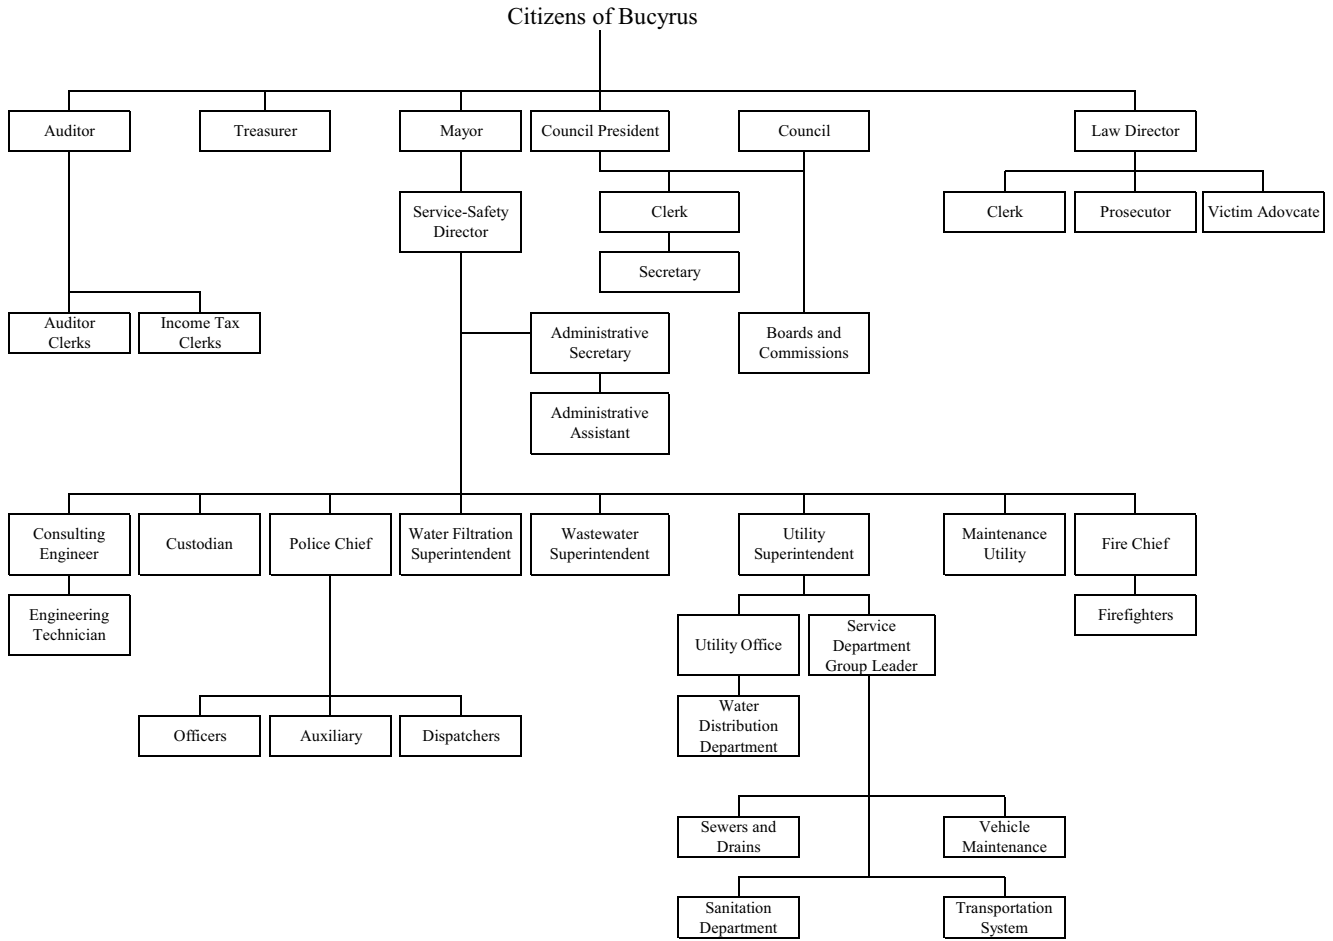 Citizens of Bucyrus
Auditor
Treasurer
Mayor
Council President
Council
Law Director
Service-Safety
Director
Clerk
Secretary
Clerk
Prosecutor
Victim Adovcate
Auditor
Clerks
Income Tax
Clerks
Administrative
Secretary
Administrative
Assistant
Boards and
Commissions
Consulting
Engineer
Custodian
Police Chief
Water Filtration
Superintendent
Wastewater
Superintendent
Utility
Superintendent
Maintenance
Utility
Fire Chief
Engineering
Technician
Utility Office
Service
Department
Group Leader
Firefighters
Officers
Auxiliary
Dispatchers
Water
Distribution
Department
Sewers and
Drains
Vehicle
Maintenance
Sanitation
Department
Transportation
System